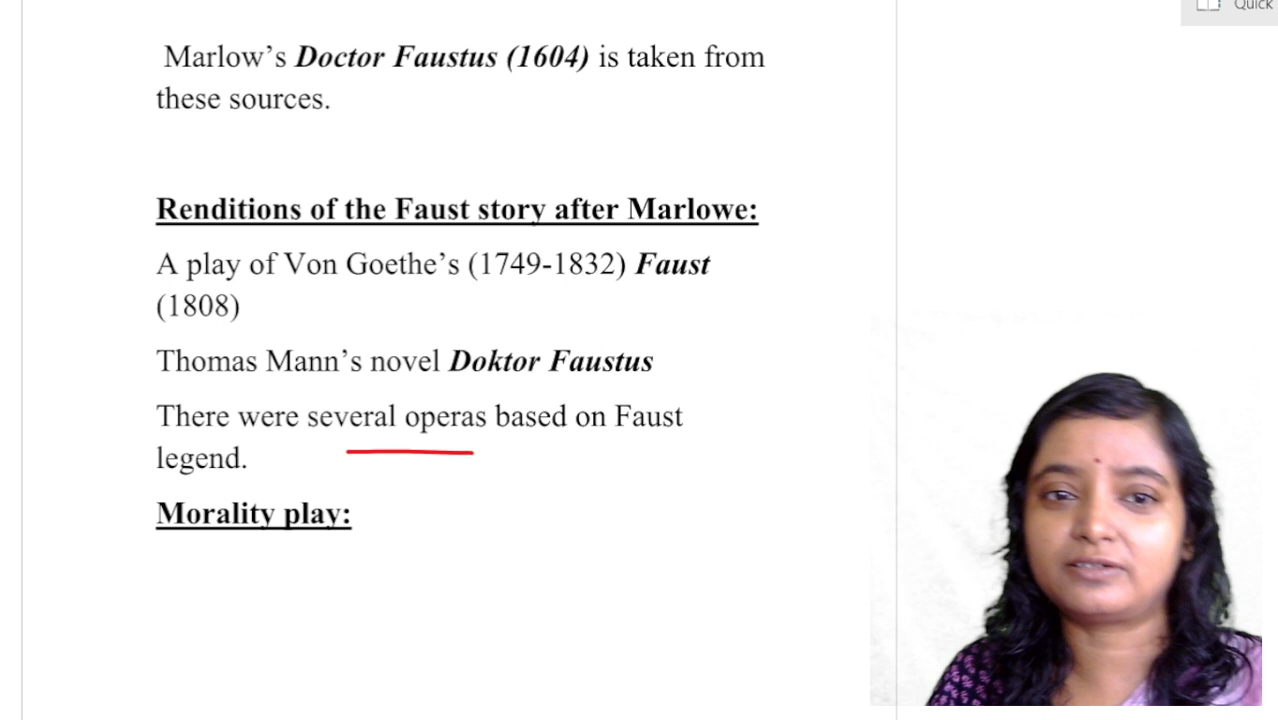 Quick
Marlow's Doctor Faustus (1604) is taken from
these sources.
Renditions of the Faust story after Marlowe:
A play of Von Goethe's (1749-1832) Faust
(1808)
Thomas Mann's novel Doktor Faustus
There were several operas based on Faust
legend.
Morality play: